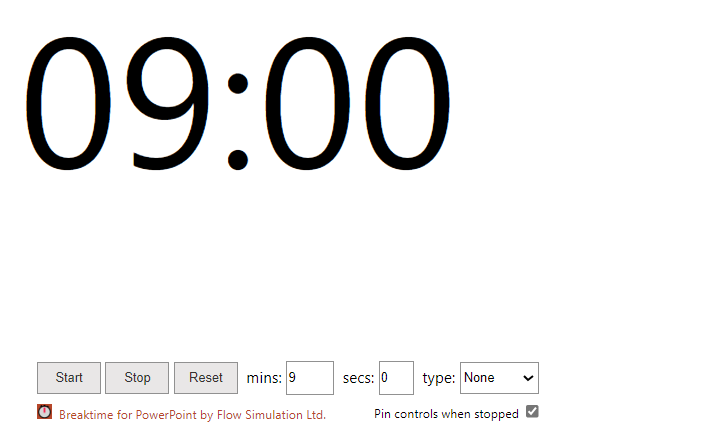 09:00
Start Stop Reset mins: 9 secs: 0 type: None
Breaktime for PowerPoint by Flow Simulation Ltd. Pin controls when stopped